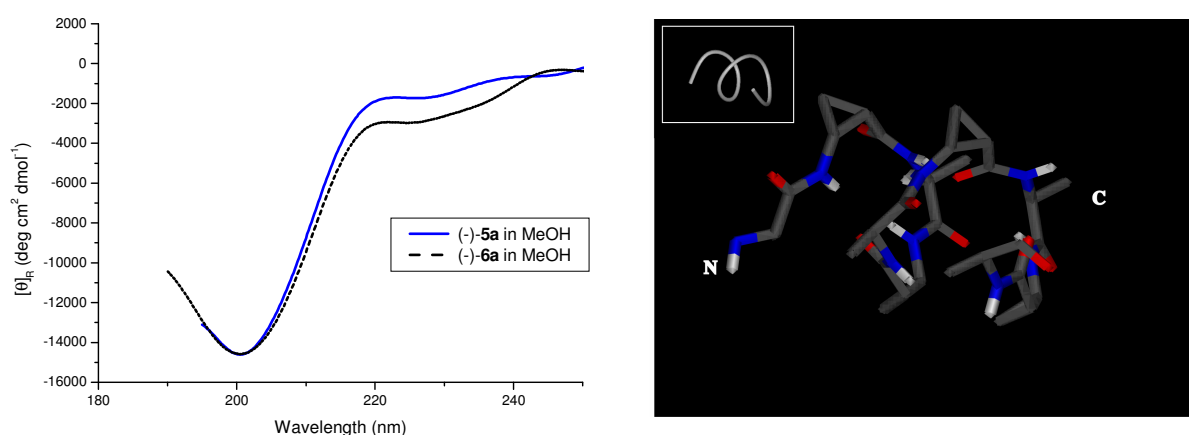 2000
0
-2000
-4000
-6000
-8000
-10000
-12000
-14000
-16000
180
200
220
240
[θ]R (deg cm2 dmol-1)
Wavelength (nm)
(-)-5a in MeOH
(-)-6a in MeOH
N
C